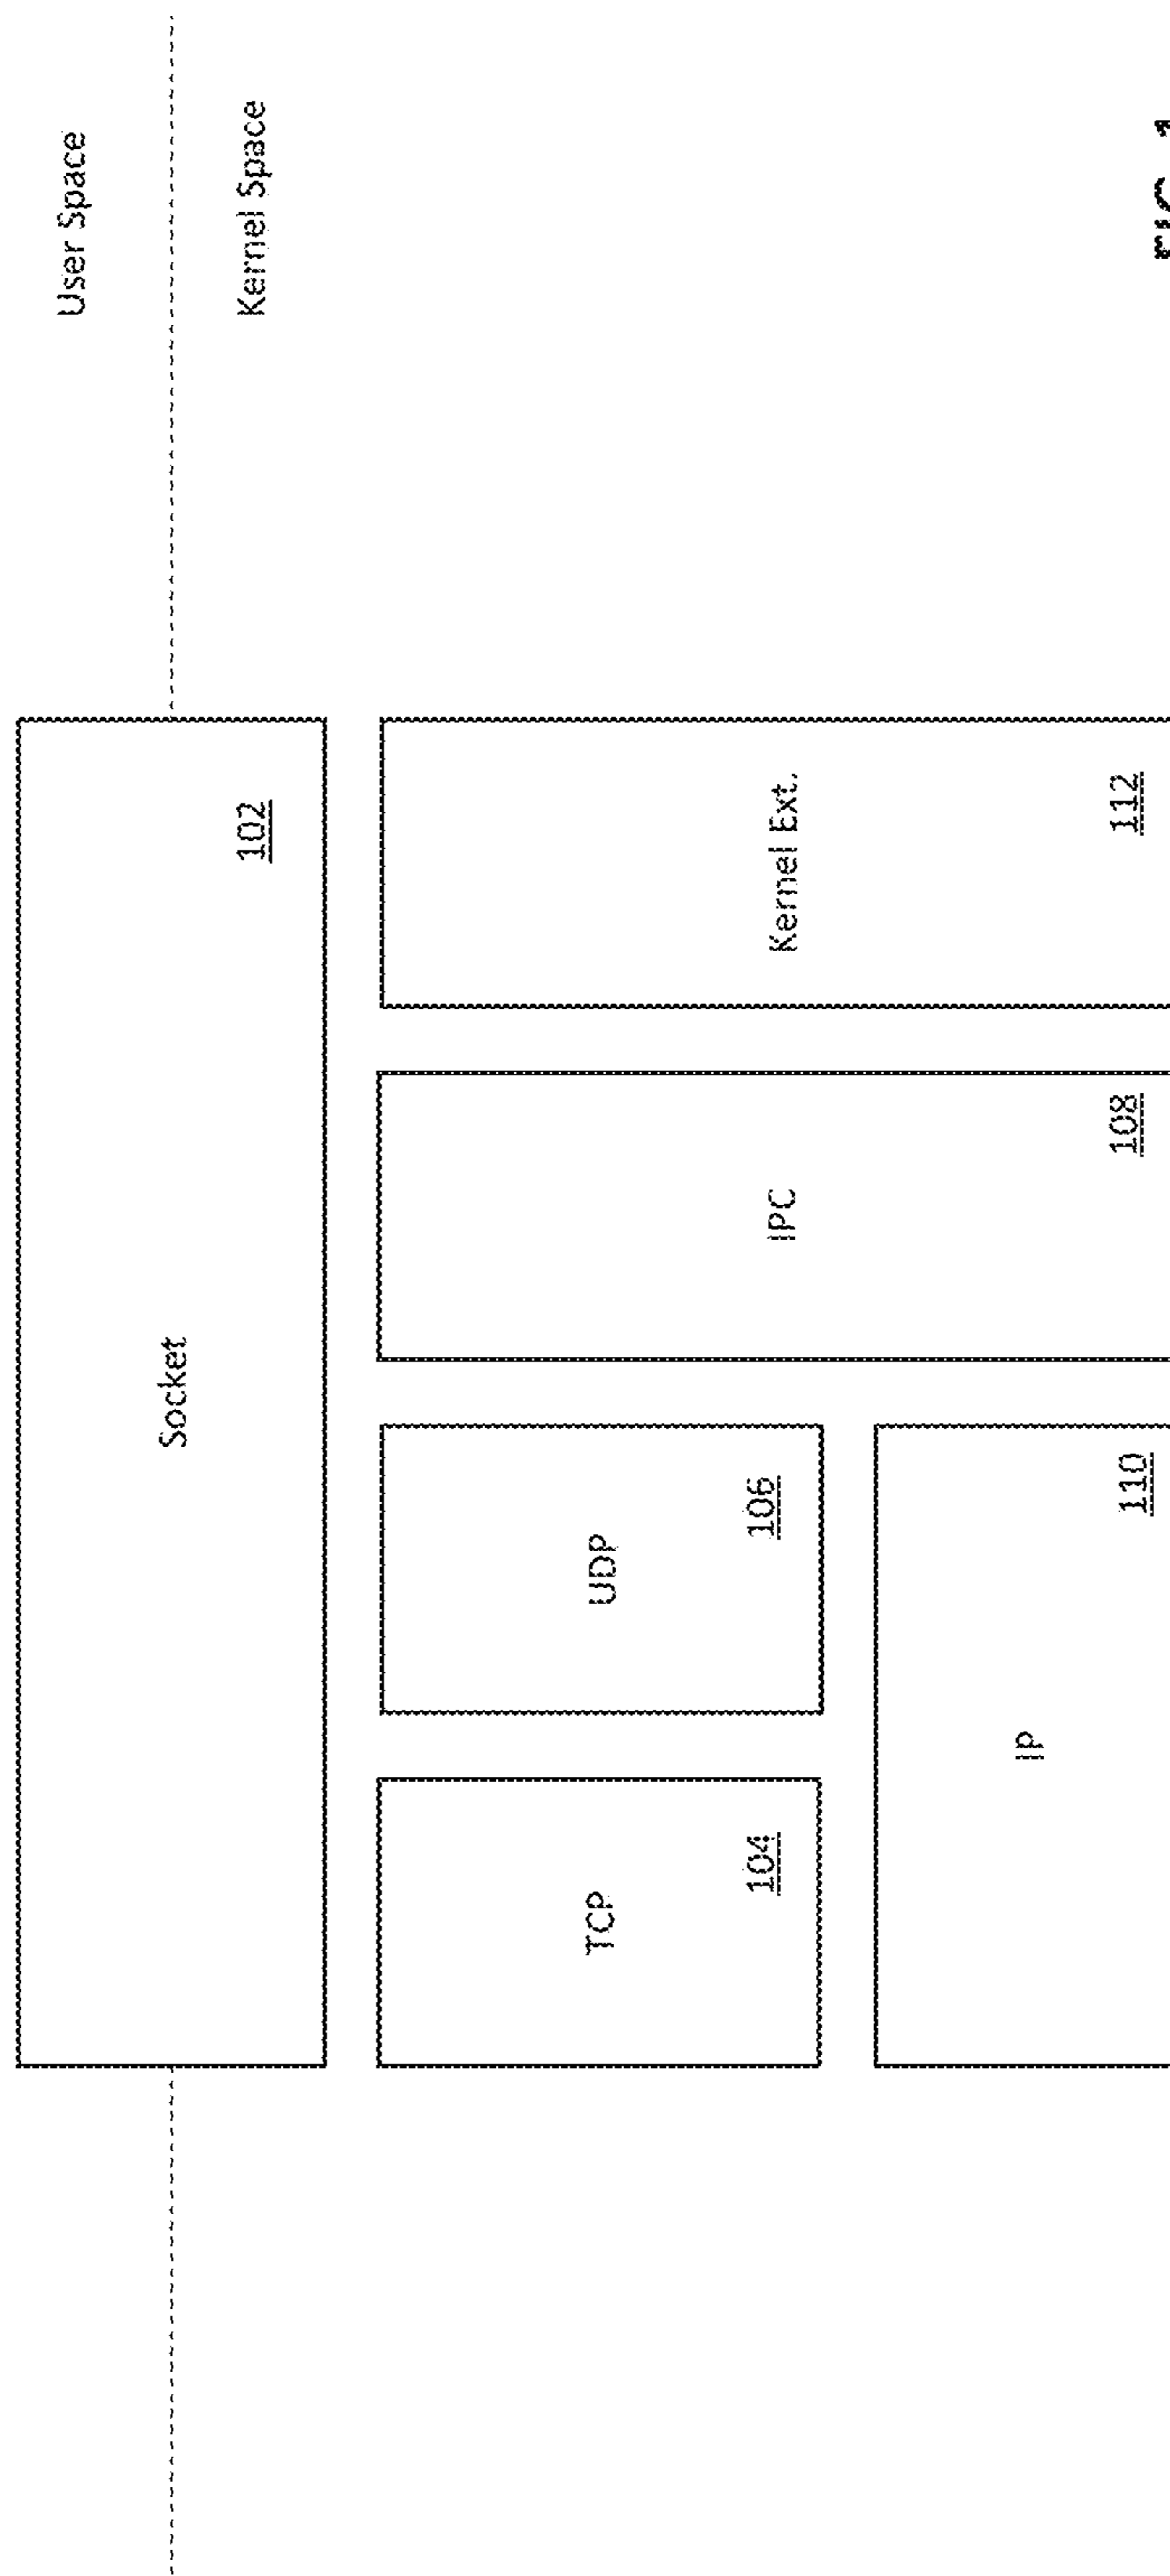 User Space
Kernel Space
Socket
102
TCP
104
UDP
106
IPC
108
Kernel Ext.
112
IP
110